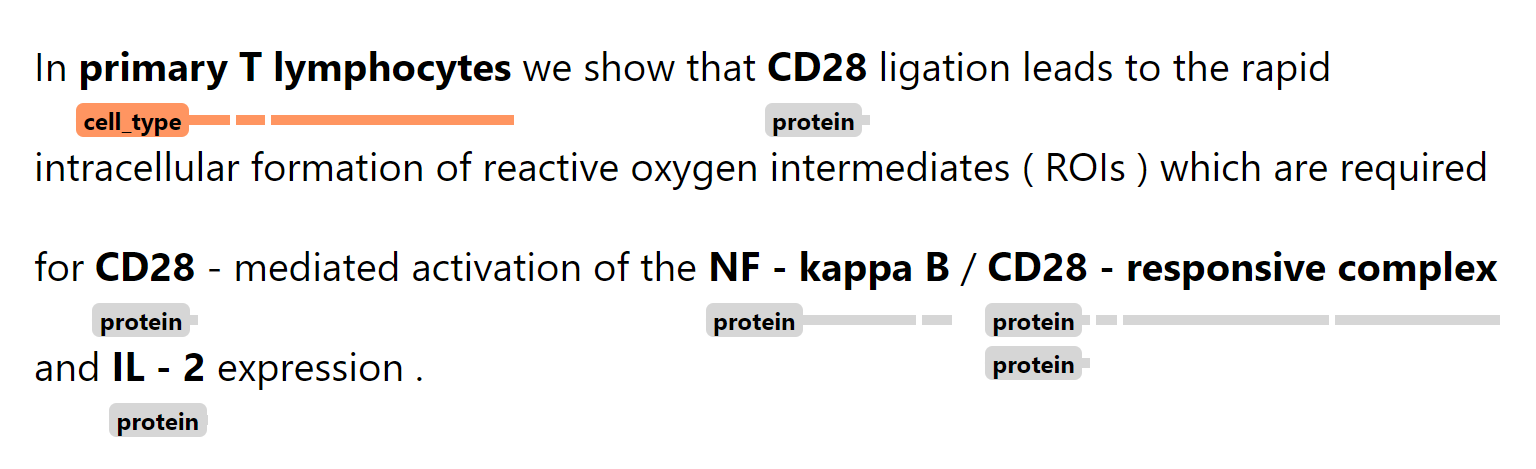 In primary T lymphocytes we show that CD28 ligation leads to the rapid
cell_type protein
intracellular formation of reactive oxygen intermediates ( ROIs ) which are required
for CD28 - mediated activation of the NF - kappa B / CD28 - responsive complex
protein protein protein
protein
and IL - 2 expression .
protein